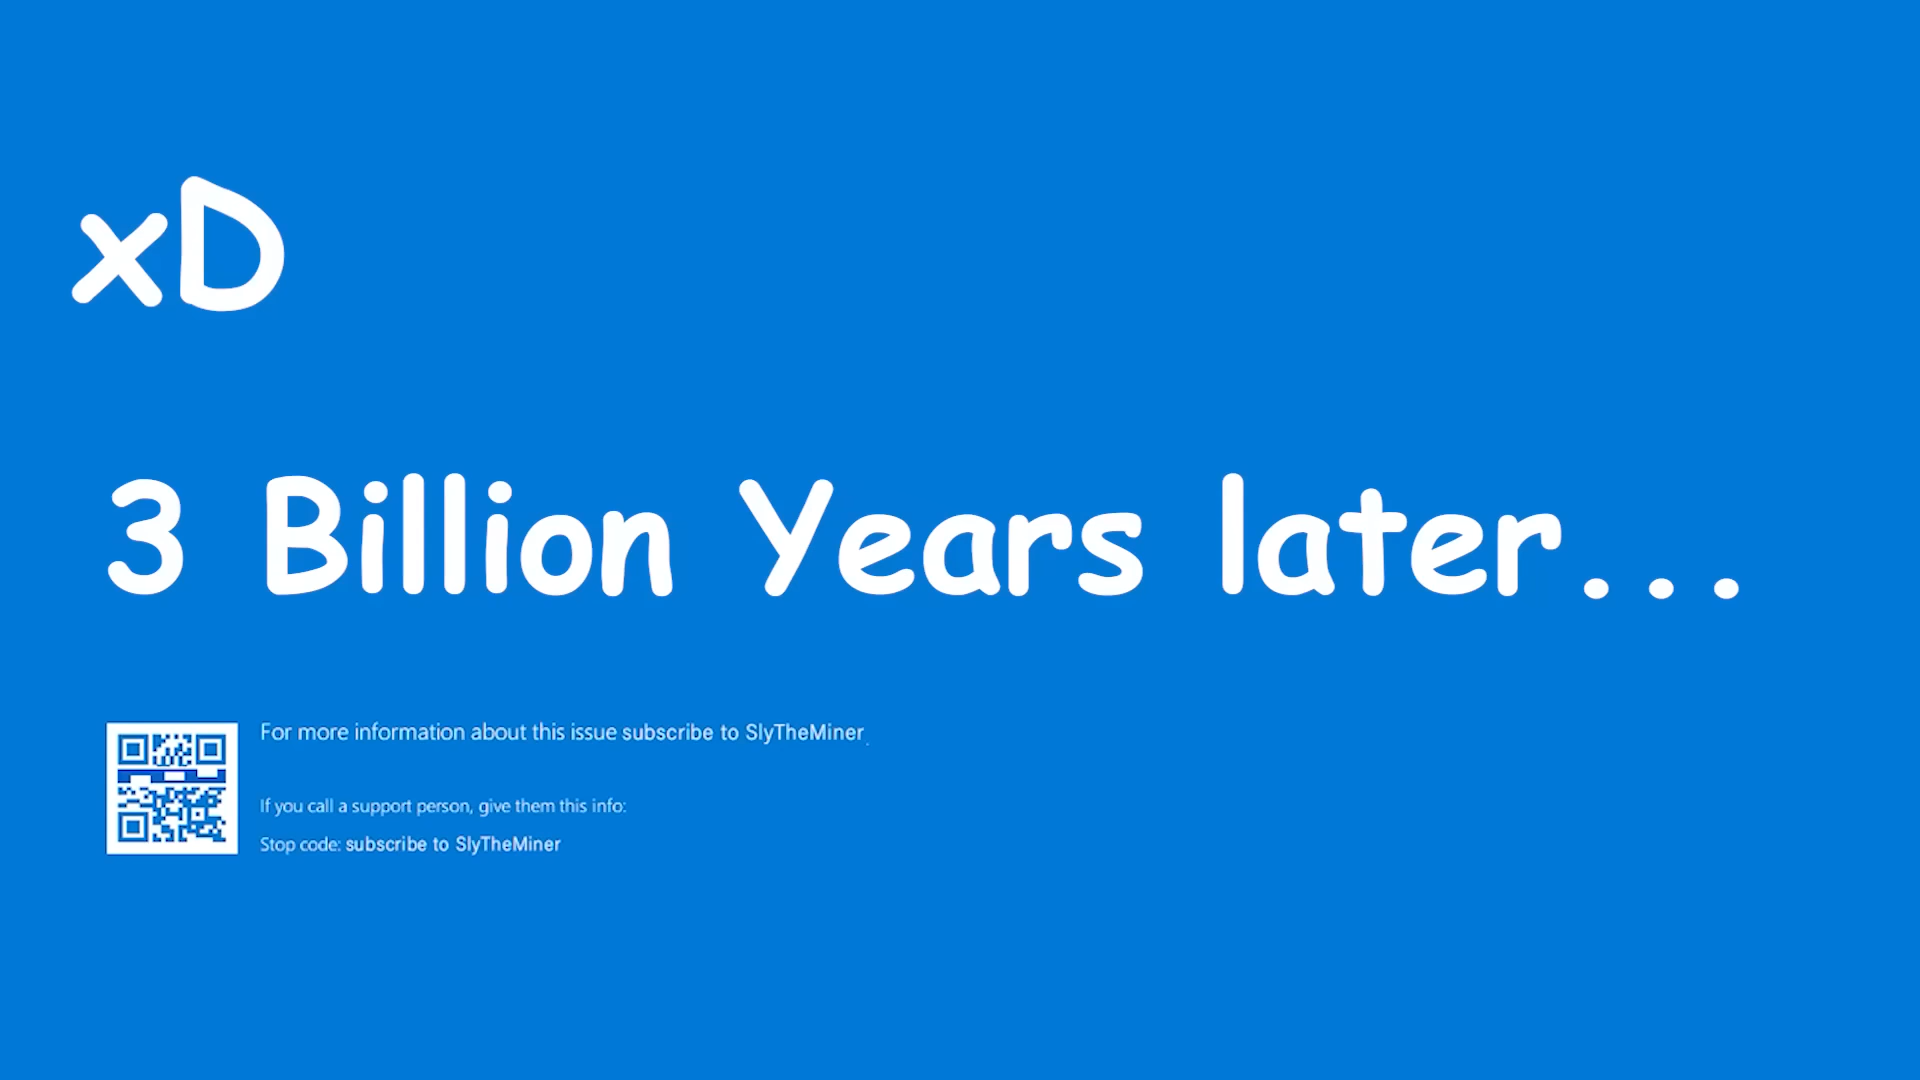 xD
3 Billion Years later...
For more information about this issue subscribe to SlyTheMiner.
If you call a support person, give them this info:
Stop code: subscribe to SlyTheMiner